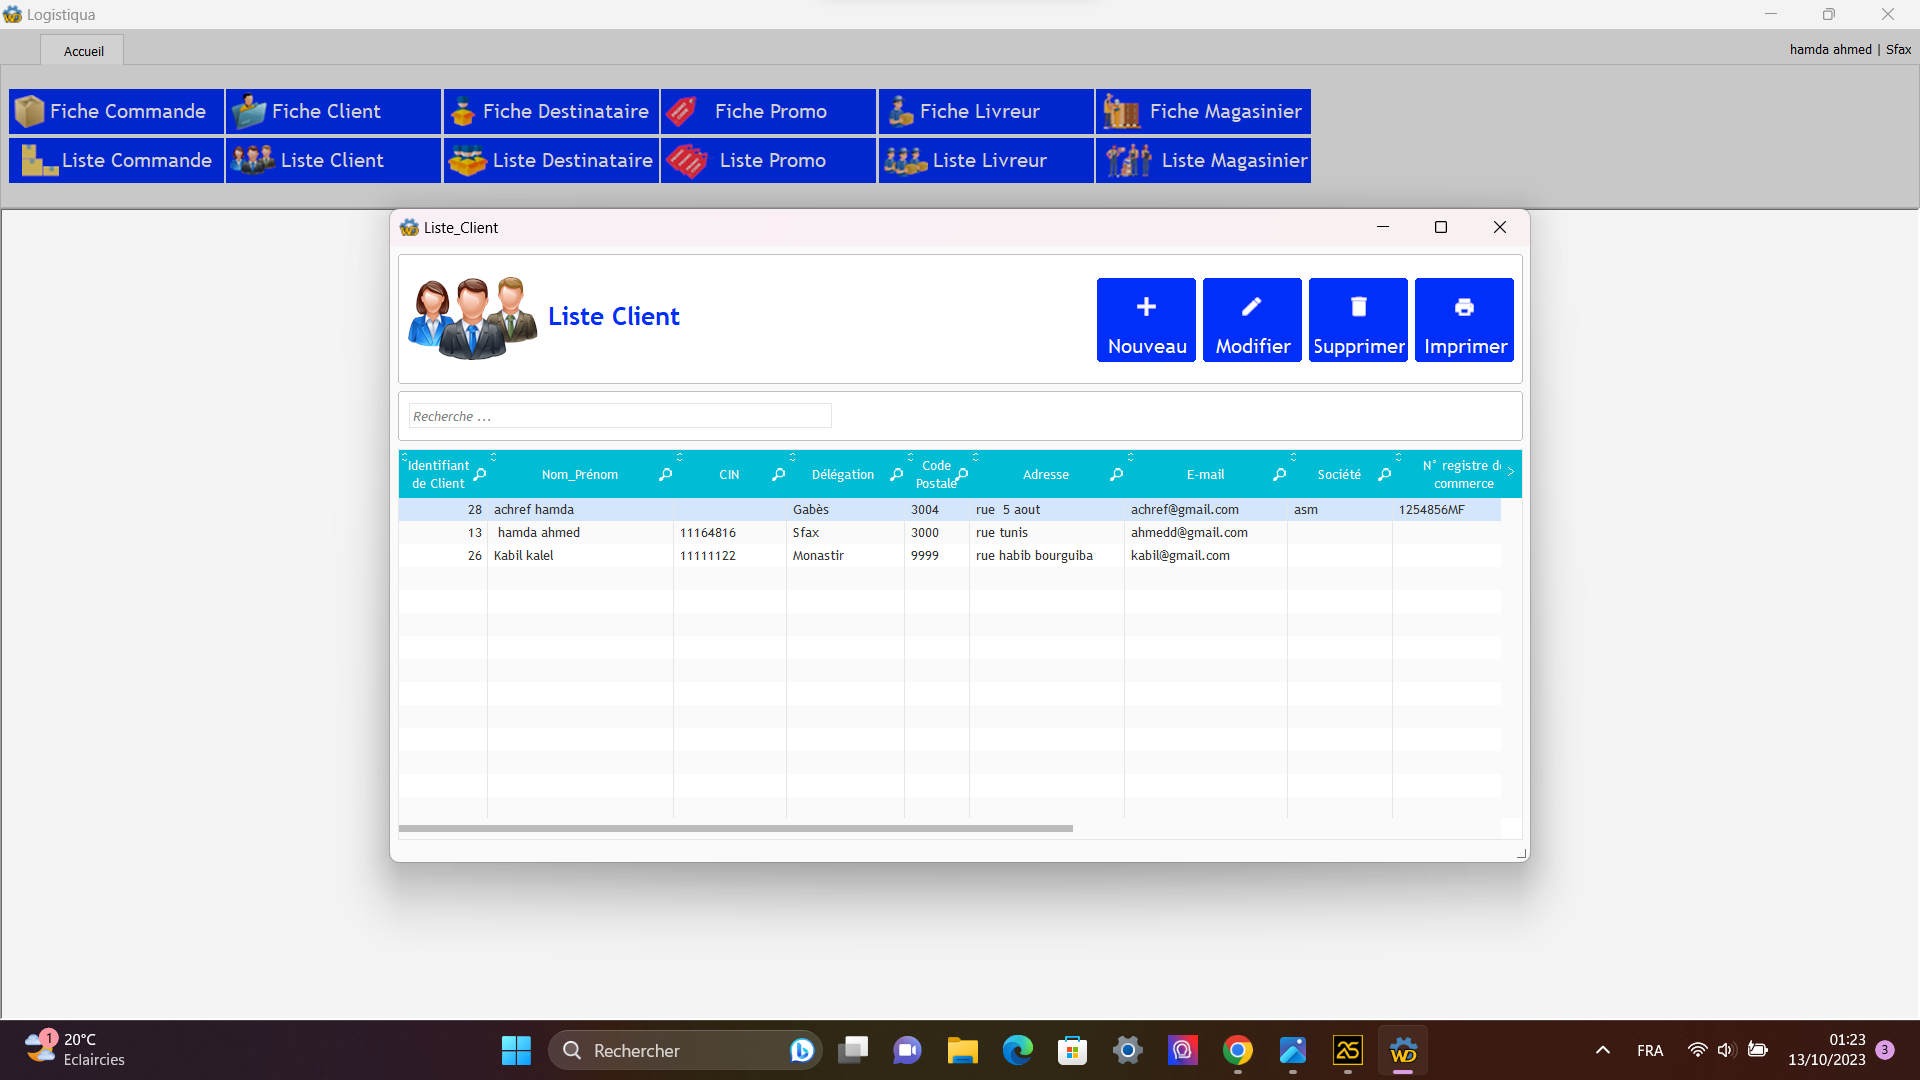 Logistiqua
Accueil
hamda ahmed | Sfax
Fiche Commande
Fiche Client
Fiche Destinataire
Fiche Promo
Fiche Livreur
Fiche Magasinier
Liste Commande
Liste Client
Liste Destinataire
Liste Promo
Liste Livreur
Liste Magasinier
Liste_Client
Liste Client
Nouveau
Modifier
Supprimer
Imprimer
Recherche ...
Identifiant de Client
Nom_Prénom
CIN
Délégation
Code Postale
Adresse
E-mail
Société
N° registre de commerce
28 achref hamda Gabès 3004 rue 5 aout achref@gmail.com asm 1254856MF
13 hamda ahmed 11164816 Sfax 3000 rue tunis ahmedd@gmail.com
26 Kabil kalel 11111122 Monastir 9999 rue habib bourguiba kabil@gmail.com
1
20°C
Eclaircies
Rechercher
FRA
01:23
13/10/2023
3